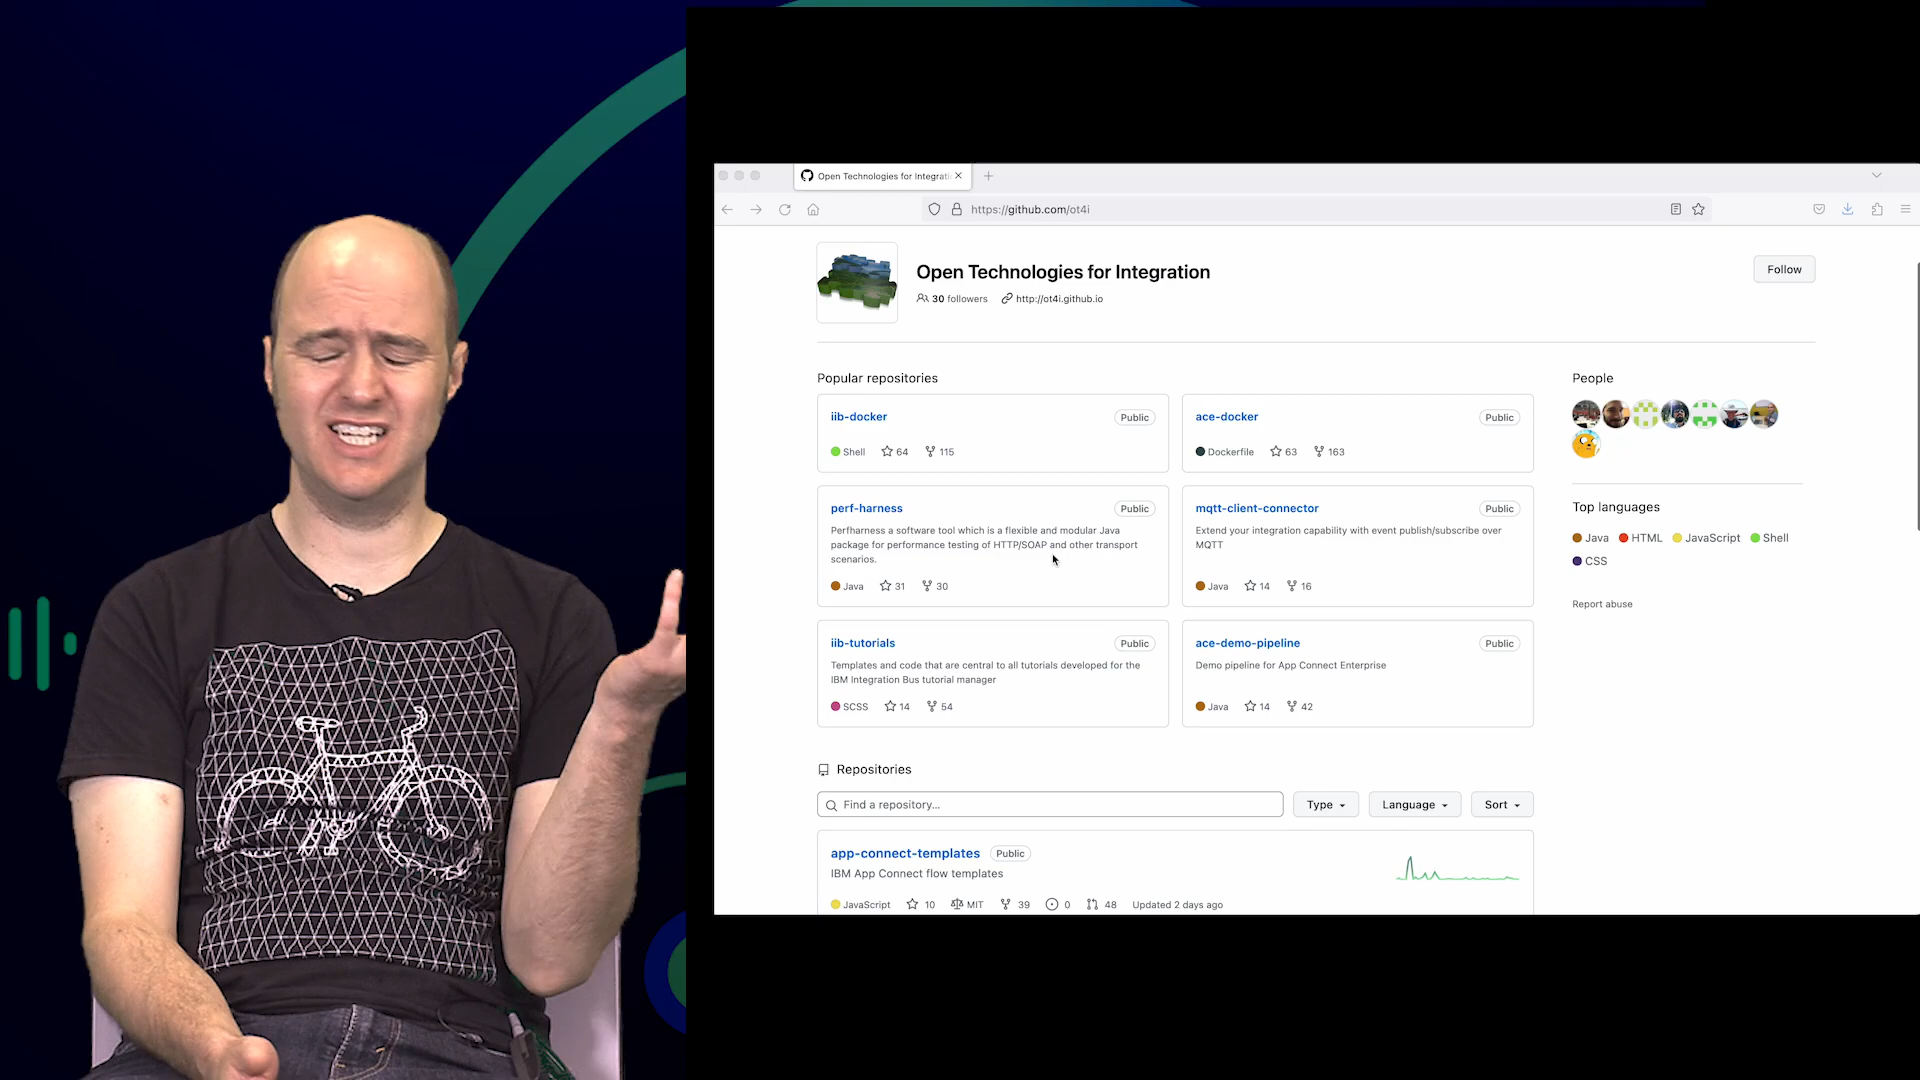 Open Technologies for Integrati
https://github.com/ot4i
Open Technologies for Integration
30 followers http://ot4i.github.io
Follow
Popular repositories
iib-docker Public
Shell 64 115
ace-docker Public
Dockerfile 63 163
perf-harness Public
Perfharness a software tool which is a flexible and modular Java
package for performance testing of HTTP/SOAP and other transport
scenarios.
Java 31 30
mqtt-client-connector Public
Extend your integration capability with event publish/subscribe over
MQTT
Java 14 16
iib-tutorials Public
Templates and code that are central to all tutorials developed for the
IBM Integration Bus tutorial manager
SCSS 14 54
ace-demo-pipeline Public
Demo pipeline for App Connect Enterprise
Java 14 42
People
Top languages
Java HTML JavaScript Shell
CSS
Report abuse
Repositories
Find a repository...
Type Language Sort
app-connect-templates Public
IBM App Connect flow templates
JavaScript 10 MIT 39 0 48 Updated 2 days ago